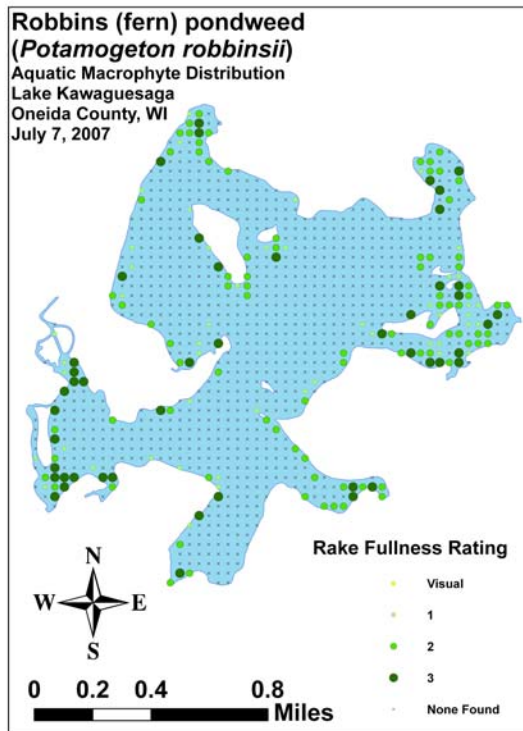 Robbins (fern) pondweed
(Potamogeton robbinsii)
Aquatic Macrophyte Distribution
Lake Kawaguesaga
Oneida County, WI
July 7, 2007
Rake Fullness Rating
Visual
1
2
3
None Found
N
W E
S
0 0.2 0.4 0.8
Miles